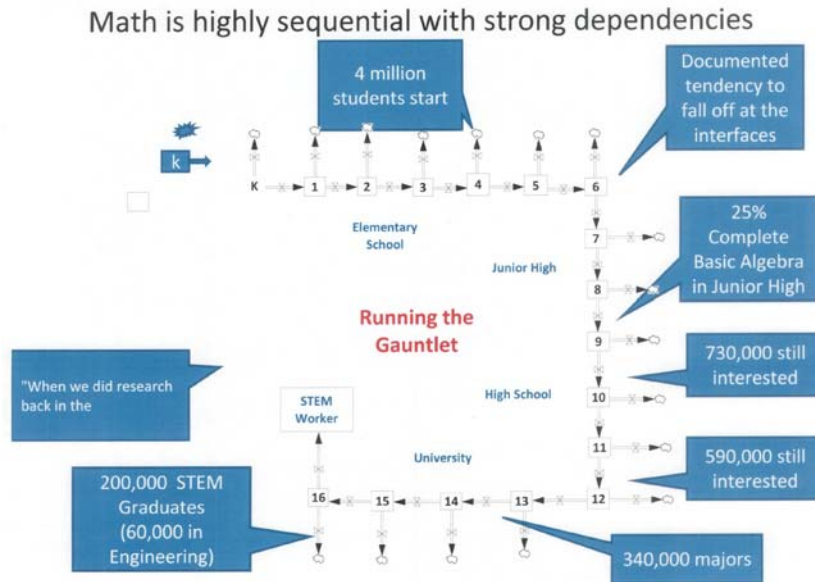 Math is highly sequential with strong dependencies
4 million
students start
Documented
tendency to
fall off at the
interfaces
k
K
1
2
3
4
5
6
Elementary
School
7
25%
Complete
Basic Algebra
in Junior High
Junior High
8
Running the
Gauntlet
9
730,000 still
interested
"When we did research
back in the
STEM
Worker
High School
10
11
590,000 still
interested
University
200,000 STEM
Graduates
(60,000 in
Engineering)
16
15
14
13
12
340,000 majors